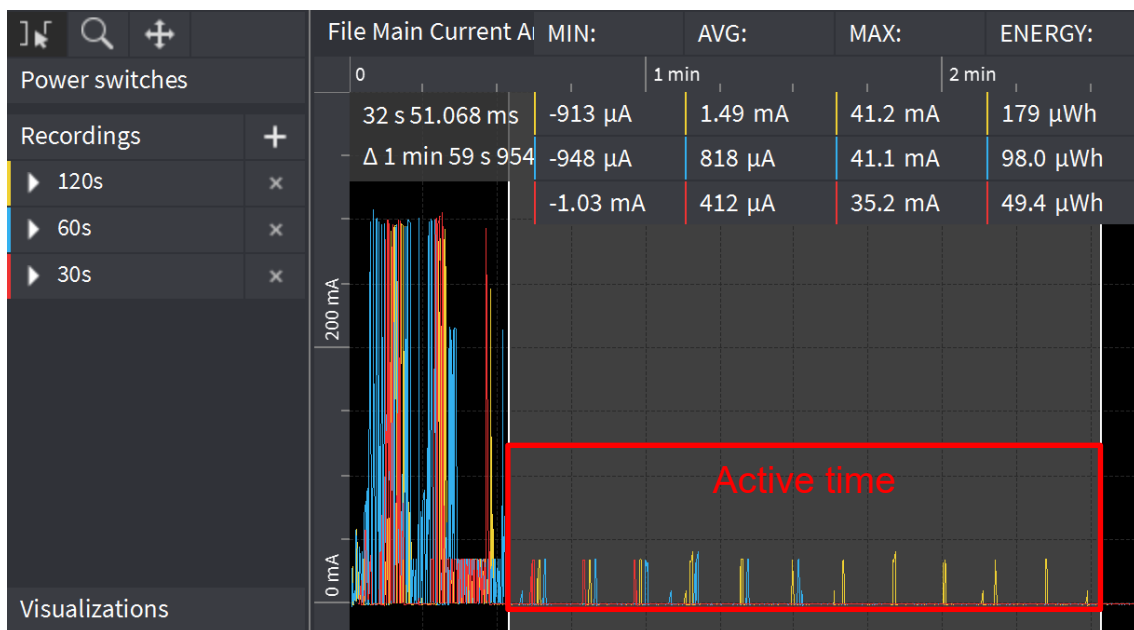 File Main Current A MIN: AVG: MAX: ENERGY:
Power switches
0 1 min 2 min
32 s 51.068 ms -913 µA 1.49 mA 41.2 mA 179 µWh
Recordings +
Δ 1 min 59 s 954 -948 µA 818 µA 41.1 mA 98.0 µWh
120s ×
-1.03 mA 412 µA 35.2 mA 49.4 µWh
60s ×
30s ×
200 mA
Active time
0 mA
Visualizations